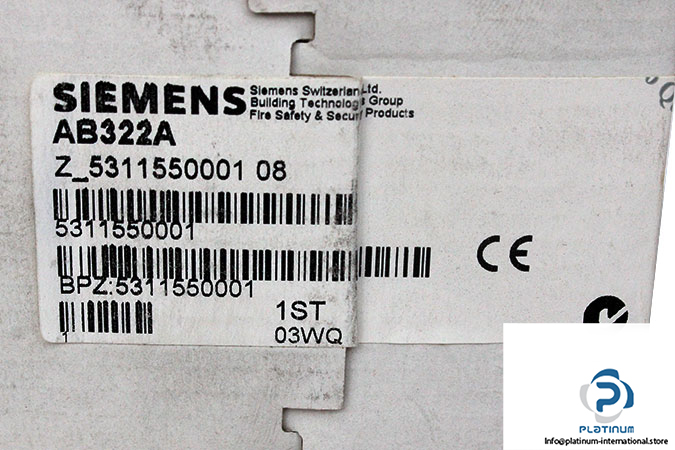 SIEMENS
Siemens Switzerland Ltd.
Building Technologies Group
Fire Safety & Security Products
AB322A
Z_5311550001 08
5311550001
BPZ:5311550001
1ST
1
03WQ
CE
PLATINUM
Info@platinum-international.store